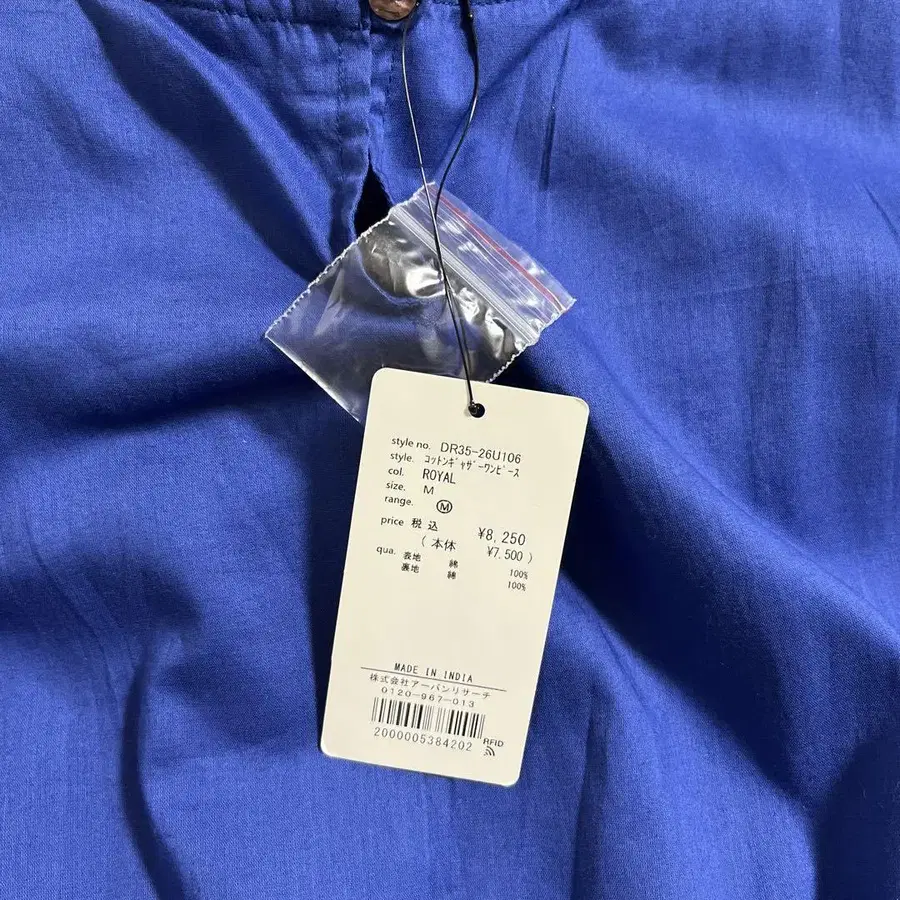 style no. DR35-26U106
style. ｺｯﾄﾝｷﾞｬｻﾞｰﾜﾝﾋﾟｰｽ
col. ROYAL
size. M
range. Ⓜ
price 税込 ¥8,250
( 本体 ¥7,500 )
qua. 表地 綿 100%
裏地 綿 100%
MADE IN INDIA
株式会社アーバンリサーチ
0120-967-013
2000005384202
RFID